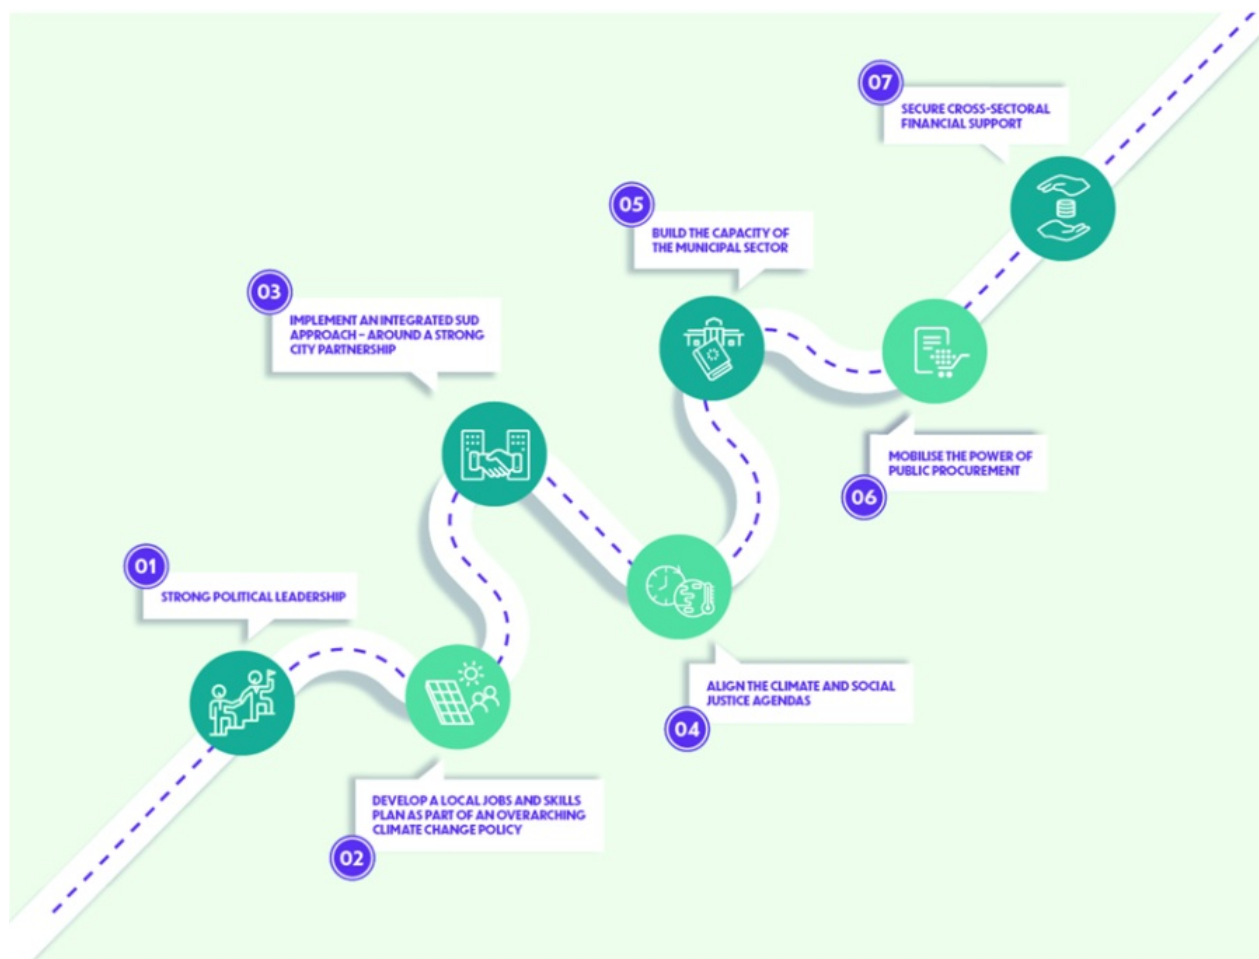 01
STRONG POLITICAL LEADERSHIP
02
DEVELOP A LOCAL JOBS AND SKILLS
PLAN AS PART OF AN OVERARCHING
CLIMATE CHANGE POLICY
03
IMPLEMENT AN INTEGRATED SUD
APPROACH – AROUND A STRONG
CITY PARTNERSHIP
04
ALIGN THE CLIMATE AND SOCIAL
JUSTICE AGENDAS
05
BUILD THE CAPACITY OF
THE MUNICIPAL SECTOR
06
MOBILISE THE POWER OF
PUBLIC PROCUREMENT
07
SECURE CROSS-SECTORAL
FINANCIAL SUPPORT